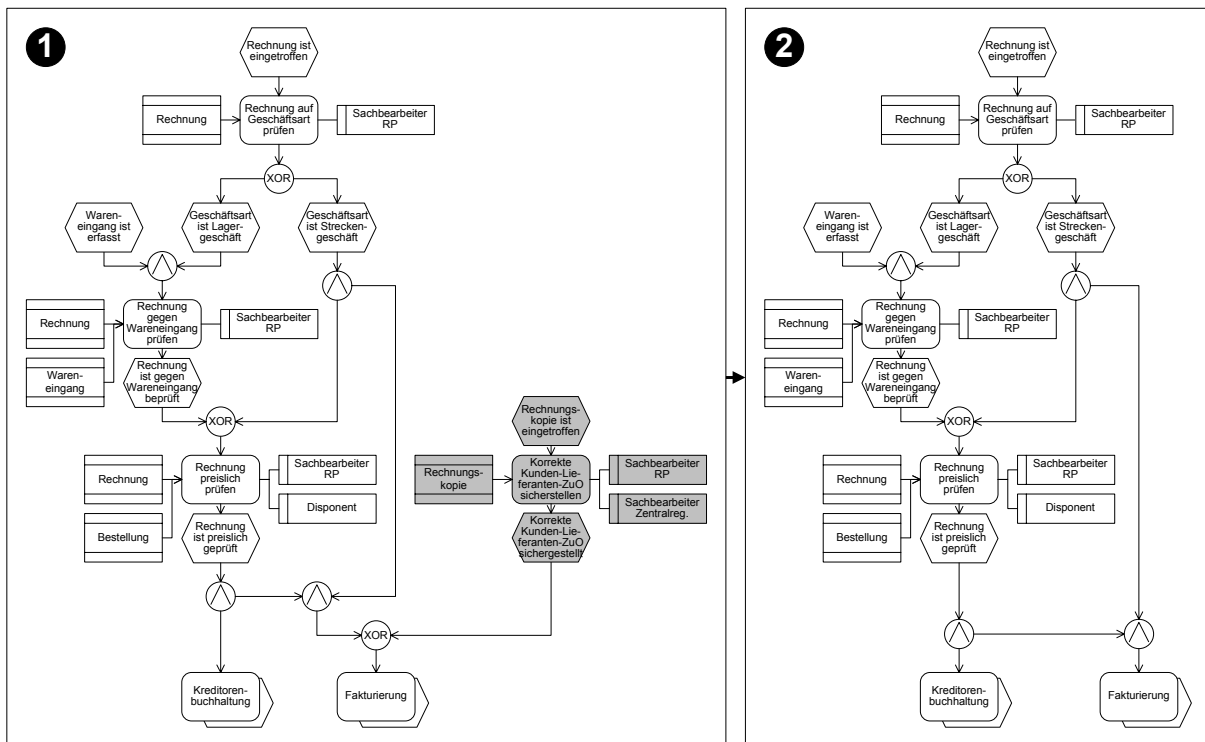 1
Rechnung ist
eingetroffen
Rechnung
Rechnung auf
Geschäftsart
prüfen
Sachbearbeiter
RP
XOR
Waren-
eingang ist
erfasst
Geschäftsart
ist Lager-
geschäft
Geschäftsart
ist Strecken-
geschäft
Rechnung
Rechnung
gegen
Wareneingang
prüfen
Sachbearbeiter
RP
Waren-
eingang
Rechnung
ist gegen
Wareneingang
beprüft
XOR
Rechnung
Rechnung
preislich
prüfen
Sachbearbeiter
RP
Disponent
Bestellung
Rechnung
ist preislich
geprüft
Rechnungs-
kopie ist
eingetroffen
Rechnungs-
kopie
Korrekte
Kunden-Lie-
feranten-ZuO
sicherstellen
Sachbearbeiter
RP
Sachbearbeiter
Zentralreg.
Korrekte
Kunden-Lie-
feranten-ZuO
sichergestellt
XOR
Kreditoren-
buchhaltung
Fakturierung
2
Rechnung ist
eingetroffen
Rechnung
Rechnung auf
Geschäftsart
prüfen
Sachbearbeiter
RP
XOR
Waren-
eingang ist
erfasst
Geschäftsart
ist Lager-
geschäft
Geschäftsart
ist Strecken-
geschäft
Rechnung
Rechnung
gegen
Wareneingang
prüfen
Sachbearbeiter
RP
Waren-
eingang
Rechnung
ist gegen
Wareneingang
beprüft
XOR
Rechnung
Rechnung
preislich
prüfen
Sachbearbeiter
RP
Disponent
Bestellung
Rechnung
ist preislich
geprüft
Kreditoren-
buchhaltung
Fakturierung